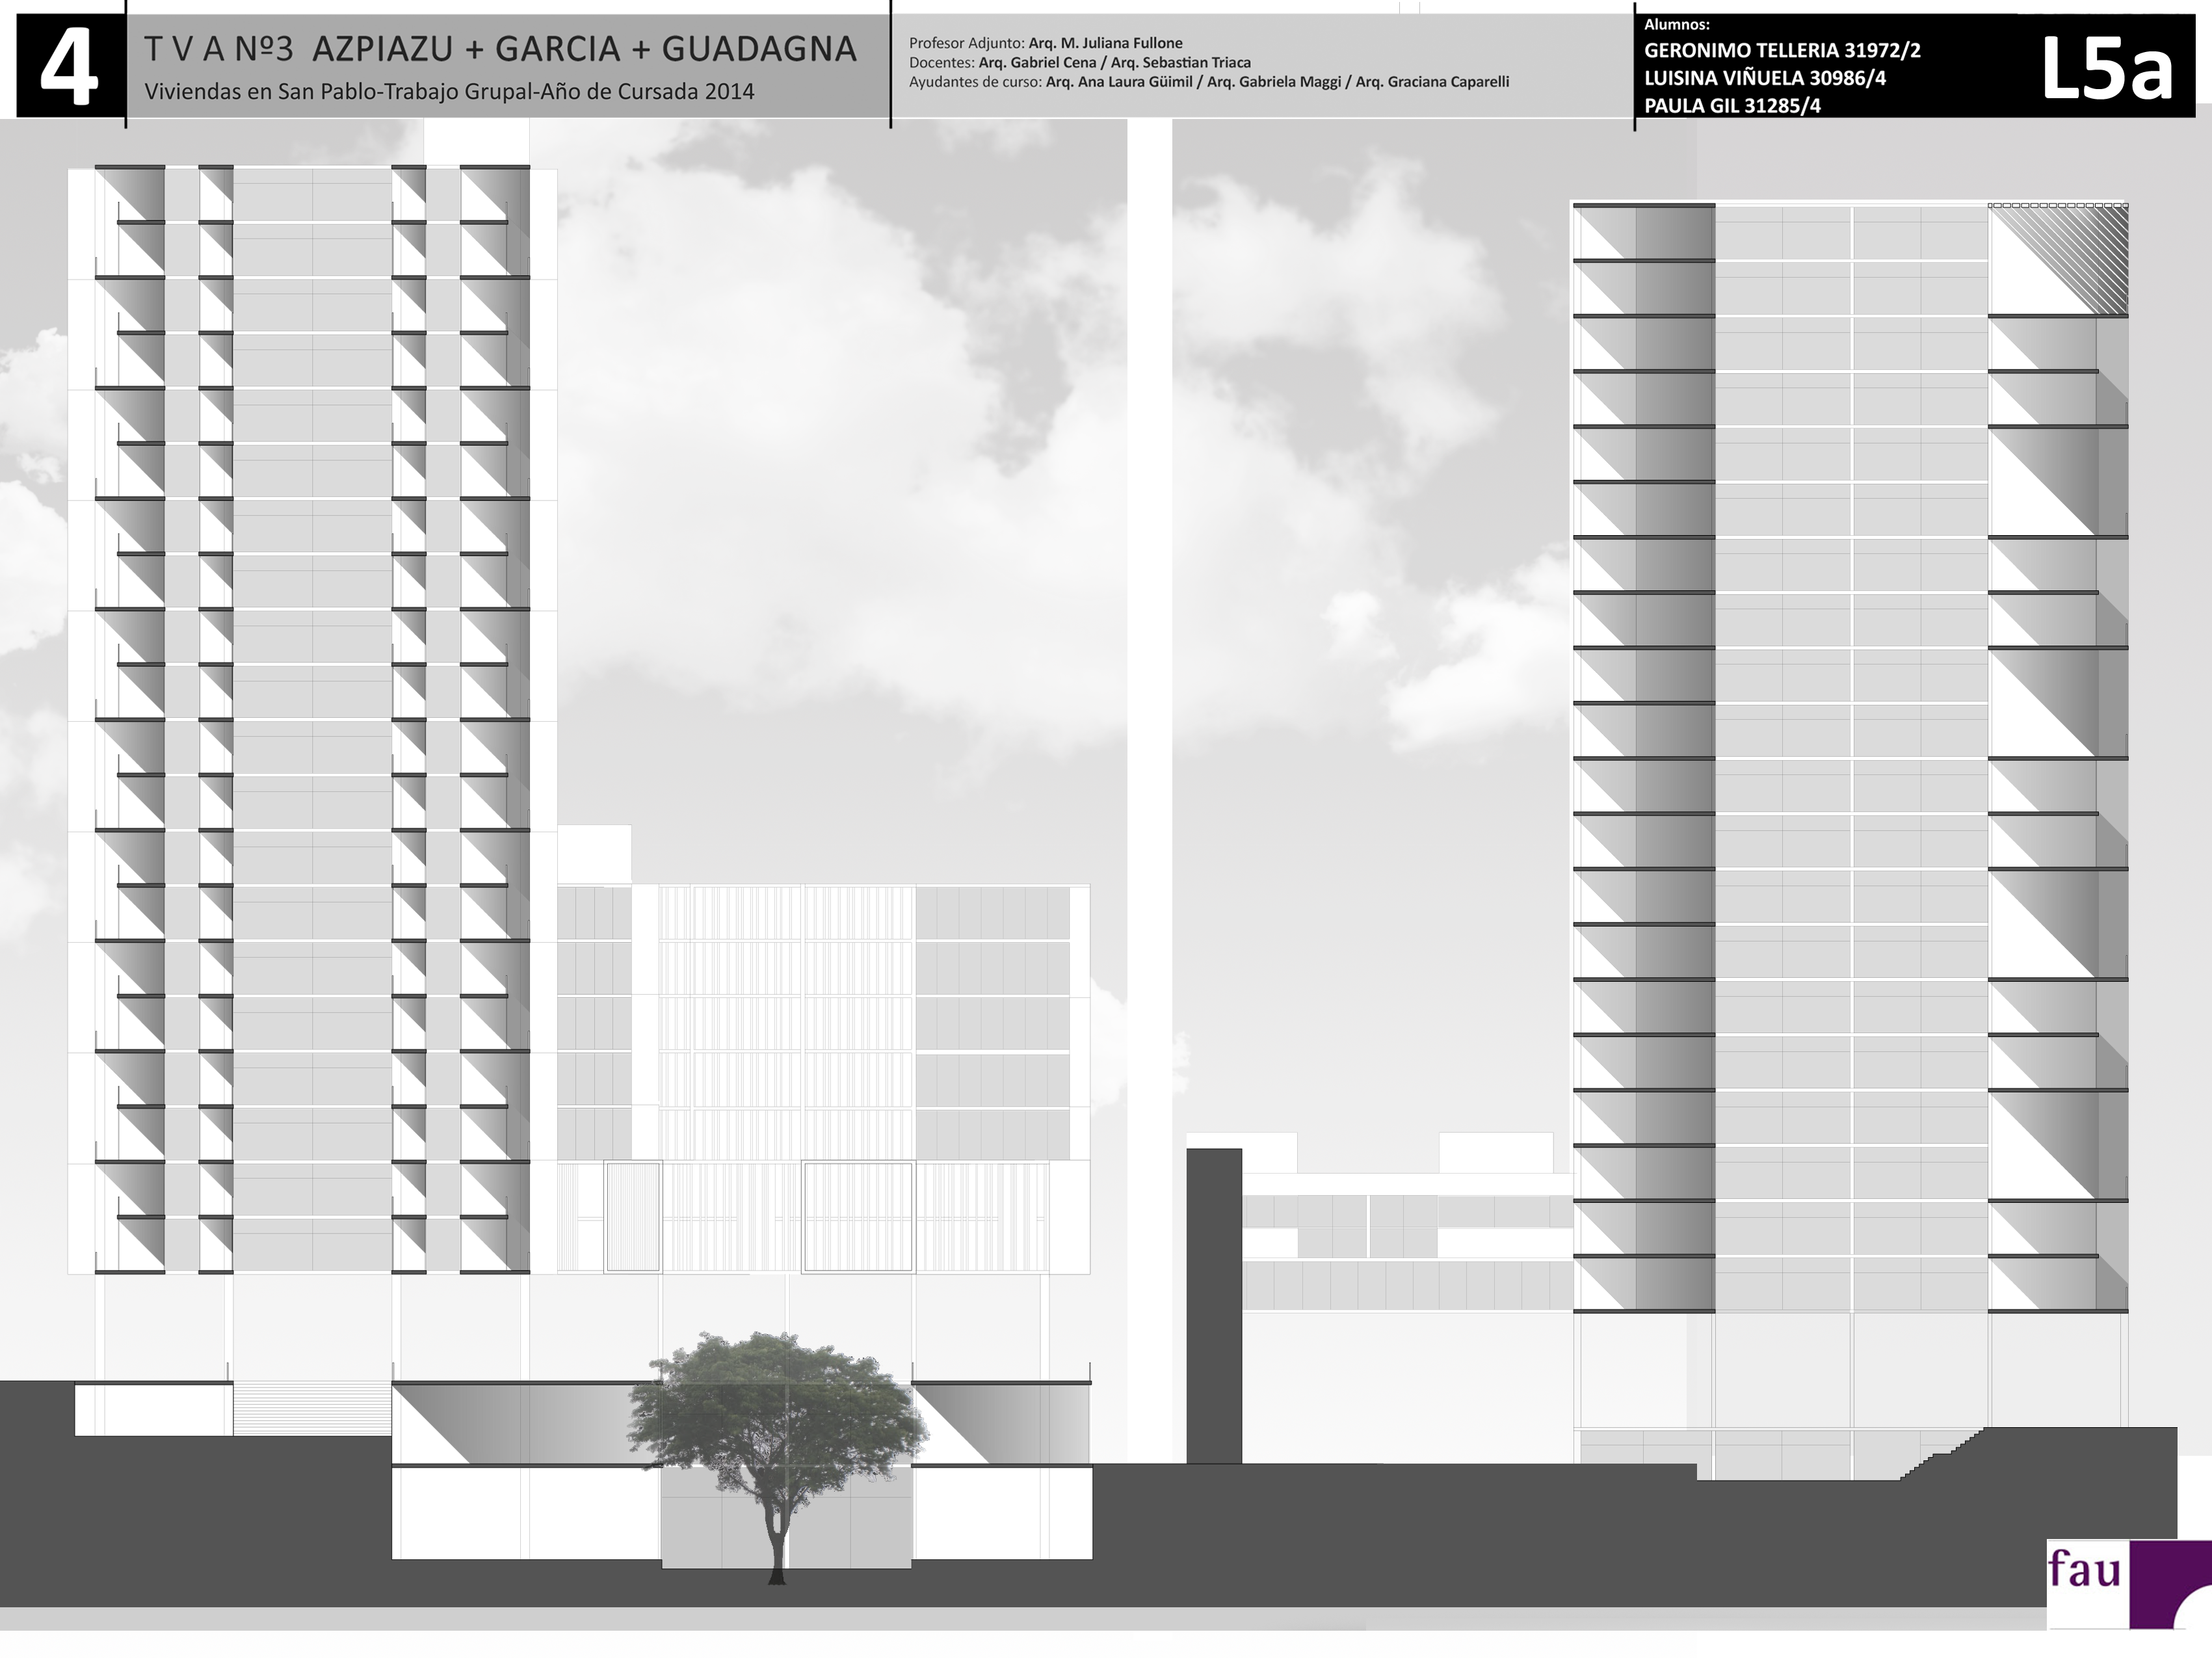 4
T V A Nº3 AZPIAZU + GARCIA + GUADAGNA
Viviendas en San Pablo-Trabajo Grupal-Año de Cursada 2014
Profesor Adjunto: Arq. M. Juliana Fullone
Docentes: Arq. Gabriel Cena / Arq. Sebastian Triaca
Ayudantes de curso: Arq. Ana Laura Güimil / Arq. Gabriela Maggi / Arq. Graciana Caparelli
Alumnos:
GERONIMO TELLERIA 31972/2
LUISINA VIÑUELA 30986/4
PAULA GIL 31285/4
L5a
fau